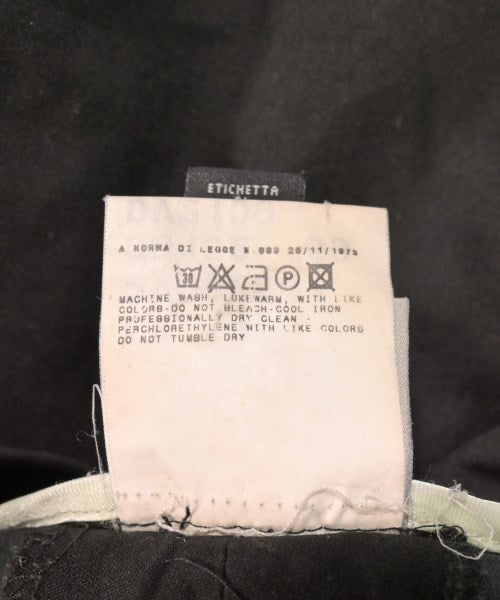 ETICHETTA
A NORMA DI LEGGE N.883 26/11/1973
30 P
MACHINE WASH, LUKEWARM, WITH LIKE
COLORS-DO NOT BLEACH-COOL IRON
PROFESSIONALLY DRY CLEAN -
PERCHLORETHYLENE WITH LIKE COLORS
DO NOT TUMBLE DRY